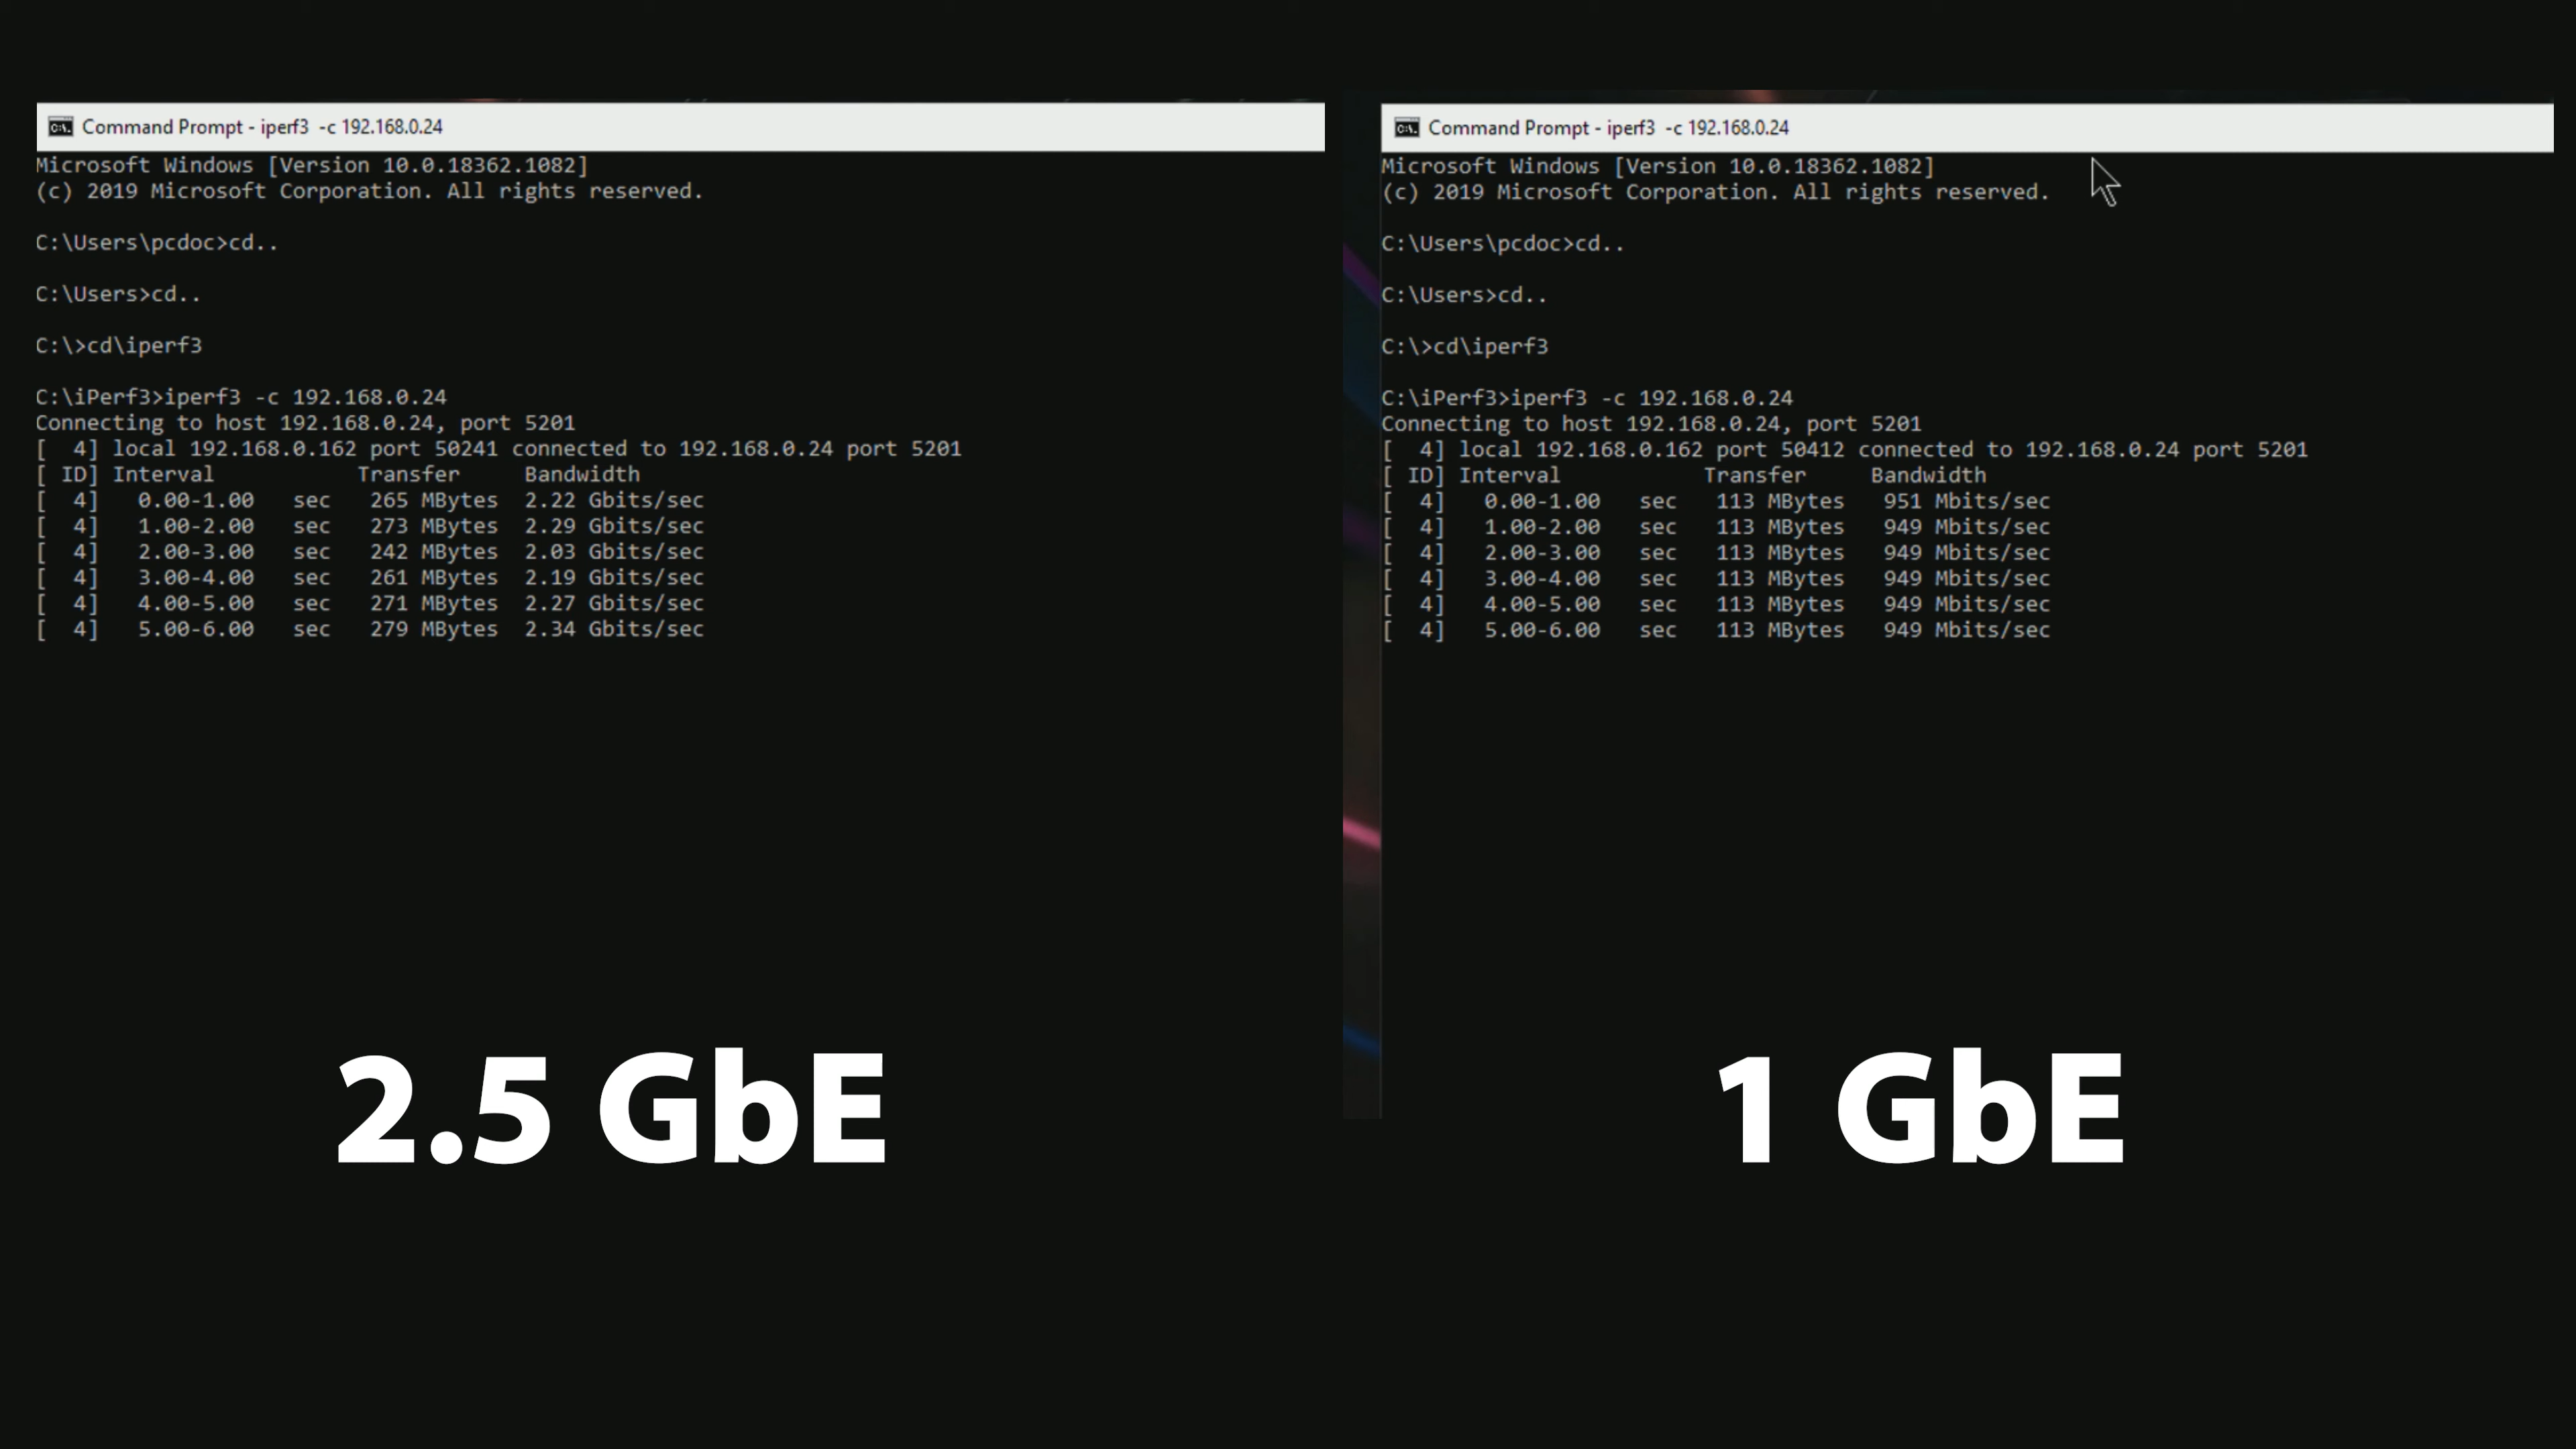 Command Prompt - iperf3 -c 192.168.0.24
Microsoft Windows [Version 10.0.18362.1082]
(c) 2019 Microsoft Corporation. All rights reserved.
C:\Users\pcdoc>cd..
C:\Users>cd..
C:\>cd\iperf3
C:\iPerf3>iperf3 -c 192.168.0.24
Connecting to host 192.168.0.24, port 5201
[  4] local 192.168.0.162 port 50241 connected to 192.168.0.24 port 5201
[ ID] Interval           Transfer     Bandwidth
[  4]   0.00-1.00   sec   265 MBytes  2.22 Gbits/sec
[  4]   1.00-2.00   sec   273 MBytes  2.29 Gbits/sec
[  4]   2.00-3.00   sec   242 MBytes  2.03 Gbits/sec
[  4]   3.00-4.00   sec   261 MBytes  2.19 Gbits/sec
[  4]   4.00-5.00   sec   271 MBytes  2.27 Gbits/sec
[  4]   5.00-6.00   sec   279 MBytes  2.34 Gbits/sec
2.5 GbE
Command Prompt - iperf3 -c 192.168.0.24
Microsoft Windows [Version 10.0.18362.1082]
(c) 2019 Microsoft Corporation. All rights reserved.
C:\Users\pcdoc>cd..
C:\Users>cd..
C:\>cd\iperf3
C:\iPerf3>iperf3 -c 192.168.0.24
Connecting to host 192.168.0.24, port 5201
[  4] local 192.168.0.162 port 50412 connected to 192.168.0.24 port 5201
[ ID] Interval           Transfer     Bandwidth
[  4]   0.00-1.00   sec   113 MBytes   951 Mbits/sec
[  4]   1.00-2.00   sec   113 MBytes   949 Mbits/sec
[  4]   2.00-3.00   sec   113 MBytes   949 Mbits/sec
[  4]   3.00-4.00   sec   113 MBytes   949 Mbits/sec
[  4]   4.00-5.00   sec   113 MBytes   949 Mbits/sec
[  4]   5.00-6.00   sec   113 MBytes   949 Mbits/sec
1 GbE